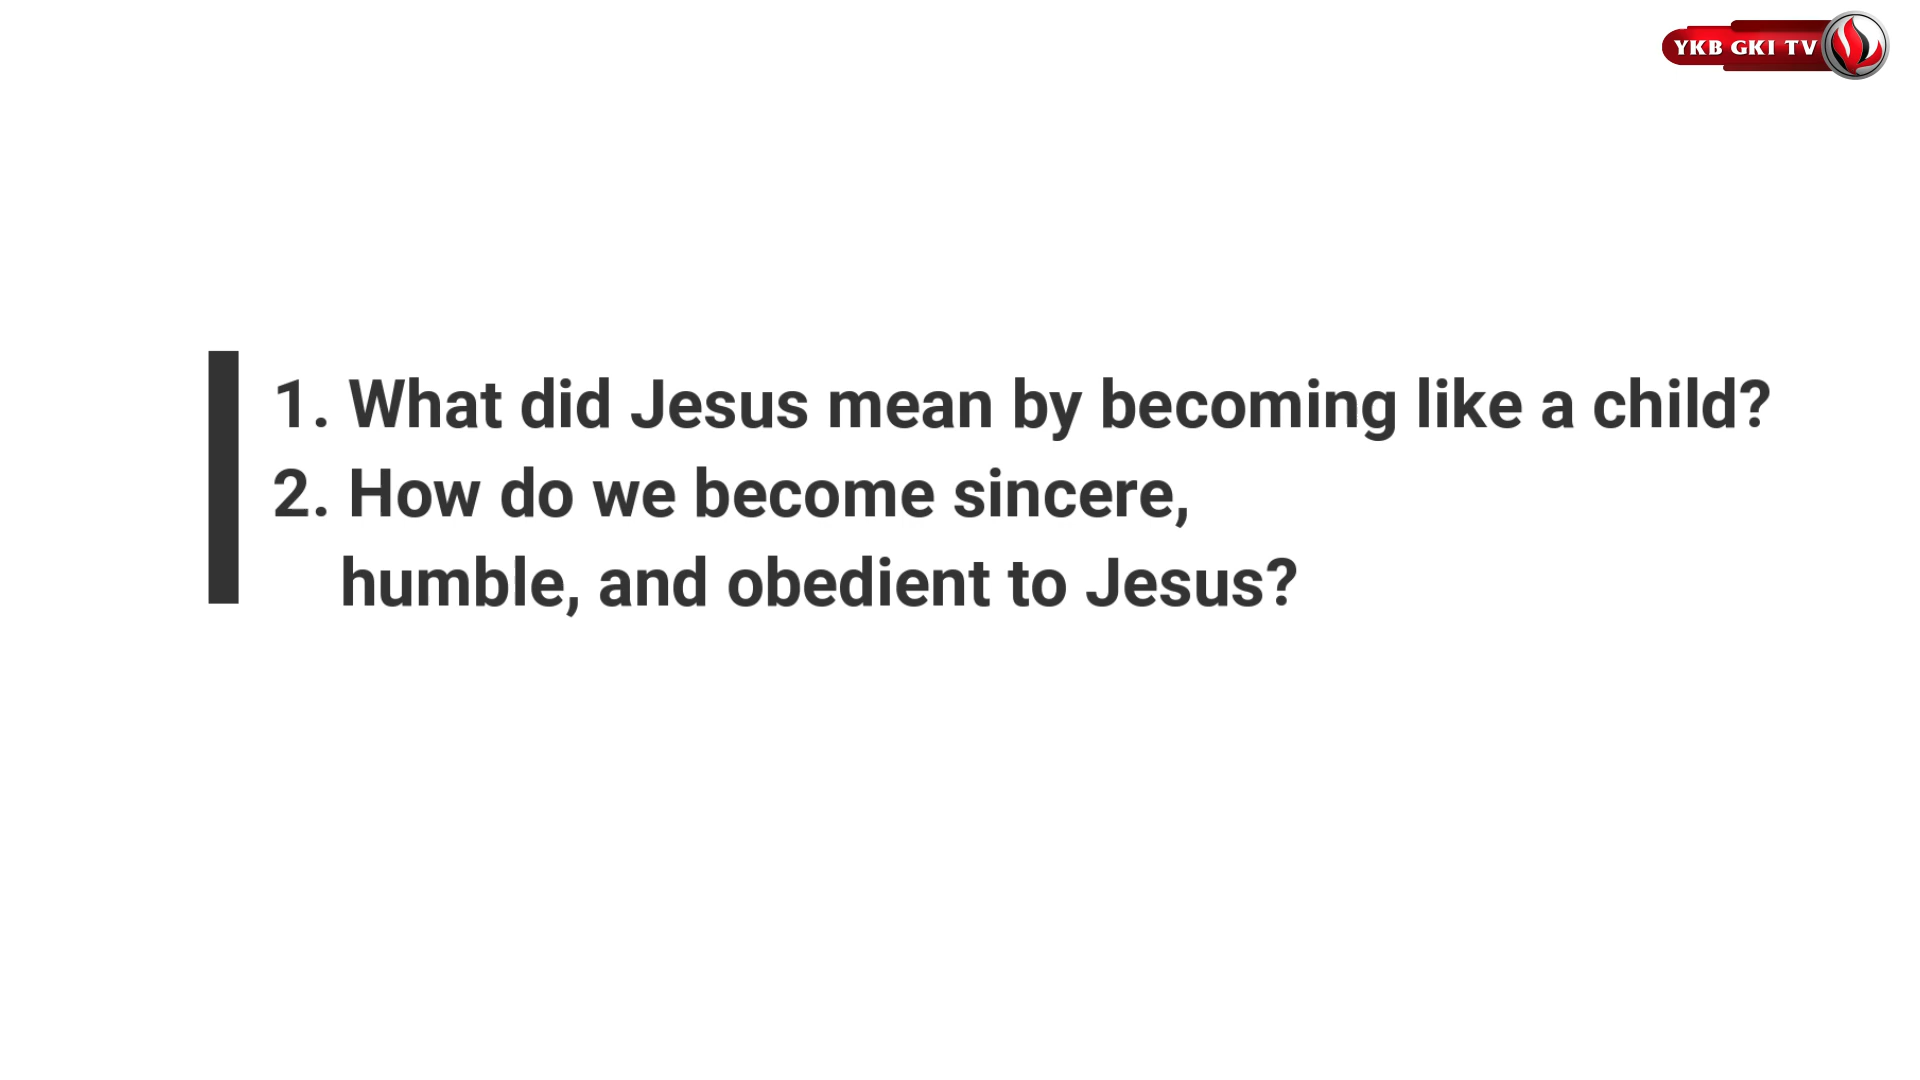 YKB GKI TV
1. What did Jesus mean by becoming like a child?
2. How do we become sincere,
humble, and obedient to Jesus?